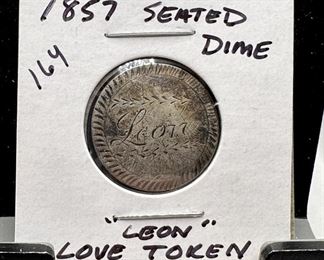 1857 SEATED
DIME
164
Leon
"LEON"
LOVE TOKEN